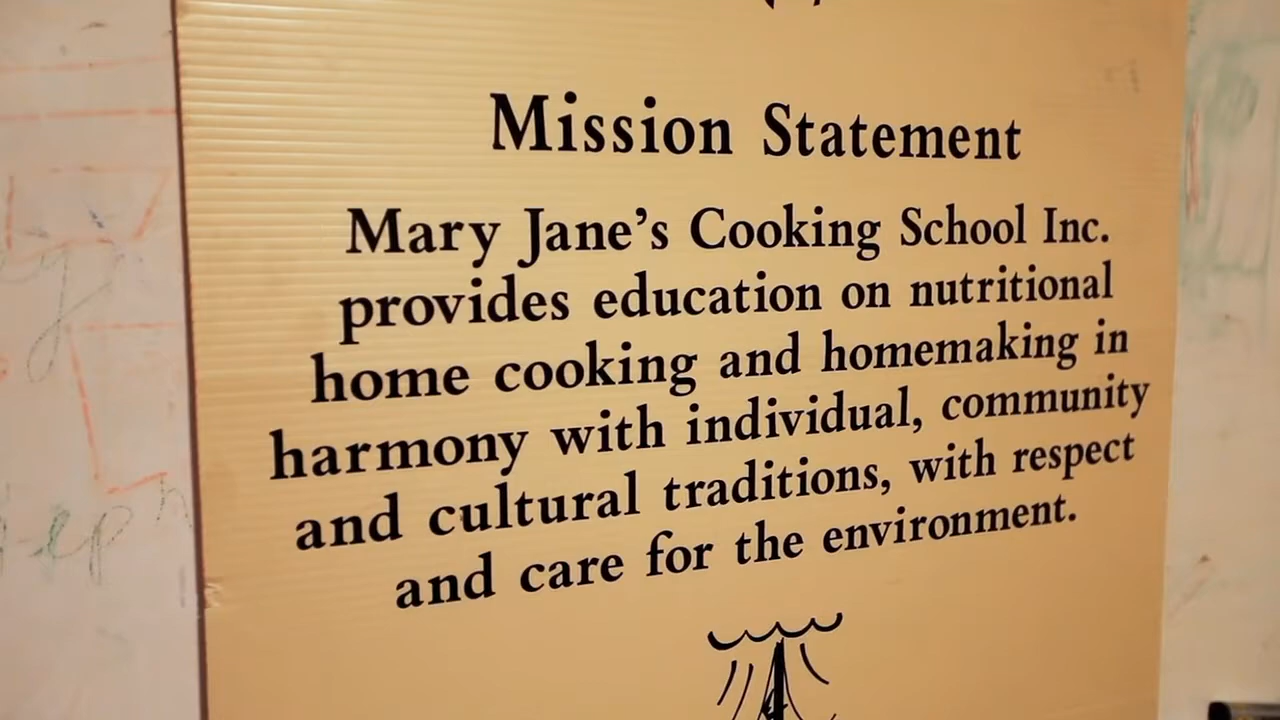 Mission Statement
Mary Jane's Cooking School Inc.
provides education on nutritional
home cooking and homemaking in
harmony with individual, community
and cultural traditions, with respect
and care for the environment.